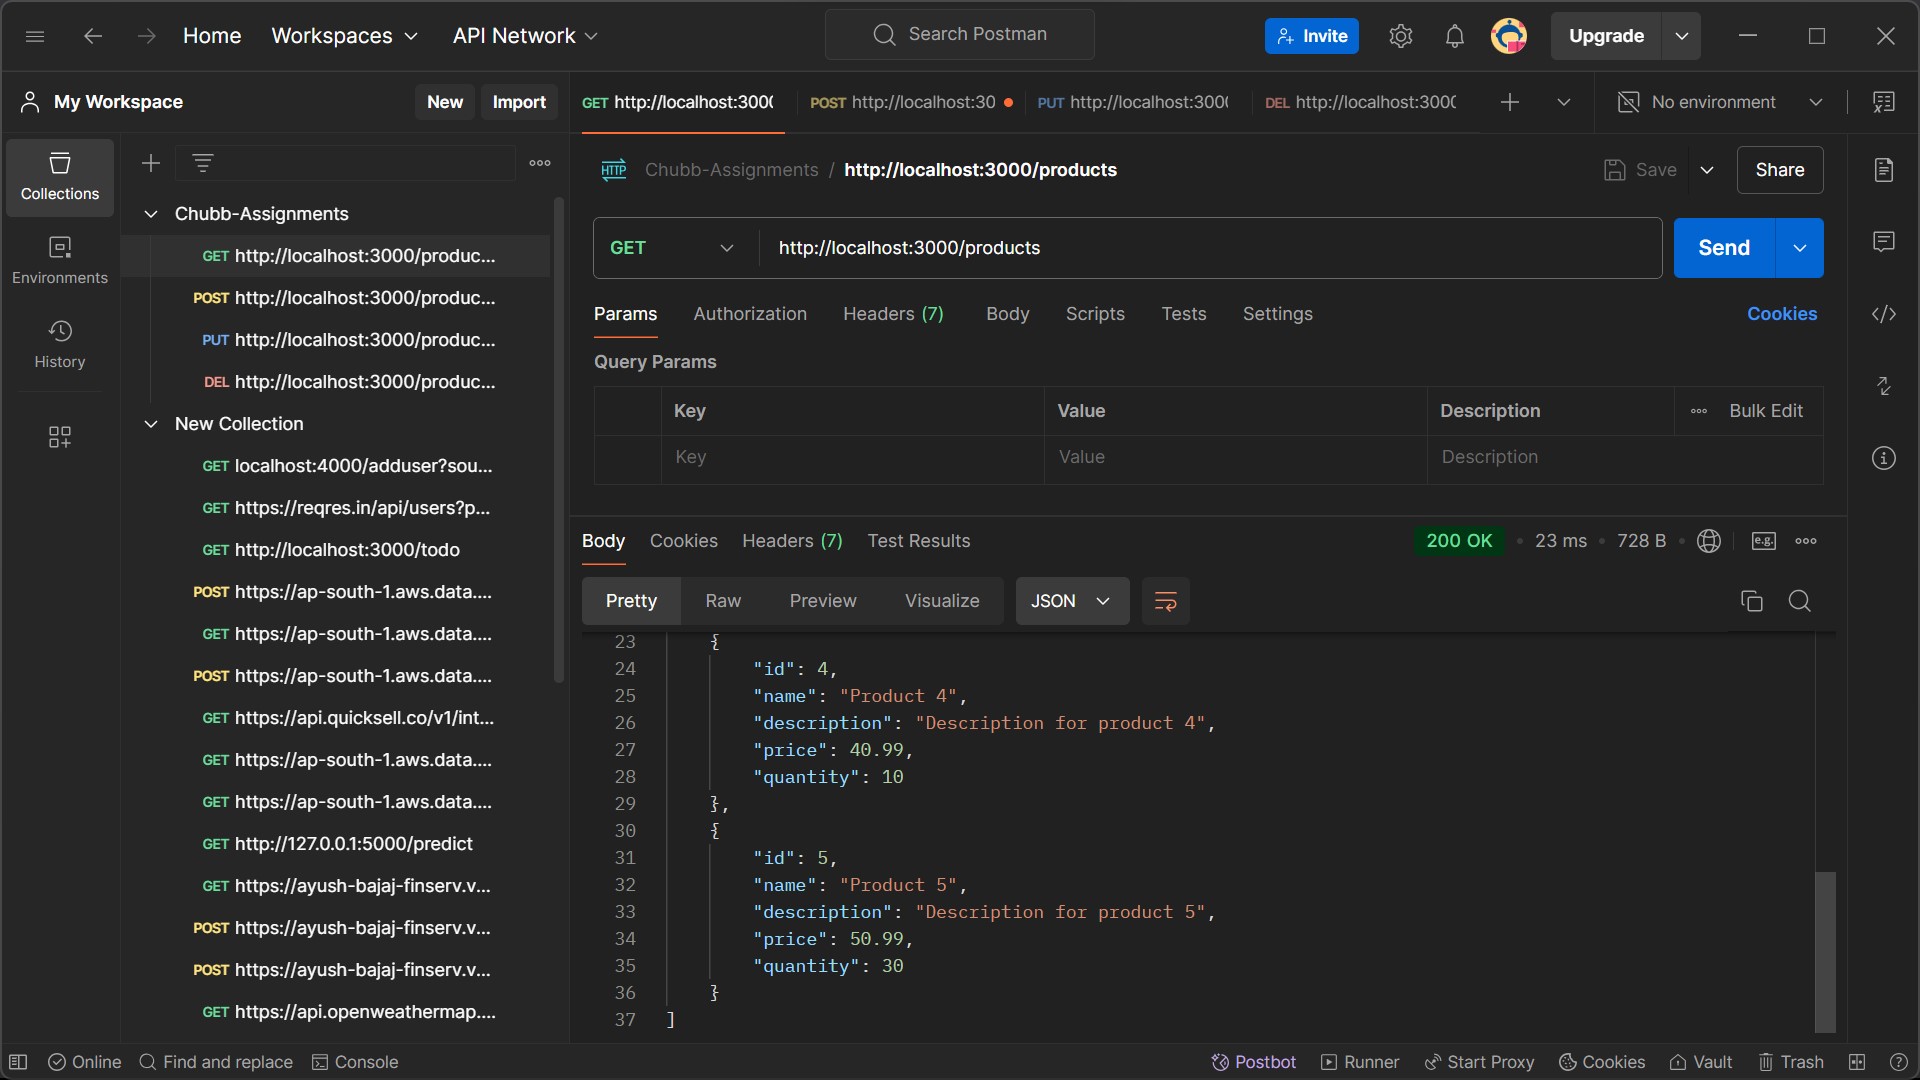 Home Workspaces API Network Search Postman Invite Upgrade
My Workspace New Import GET http://localhost:3000 POST http://localhost:30 PUT http://localhost:300 DEL http://localhost:3000 No environment
Collections
Environments
History
Chubb-Assignments
GET http://localhost:3000/produc...
POST http://localhost:3000/produc...
PUT http://localhost:3000/produc...
DEL http://localhost:3000/produc...
New Collection
GET localhost:4000/adduser?sou...
GET https://reqres.in/api/users?p...
GET http://localhost:3000/todo
POST https://ap-south-1.aws.data....
GET https://ap-south-1.aws.data....
POST https://ap-south-1.aws.data....
GET https://api.quicksell.co/v1/int...
GET https://ap-south-1.aws.data....
GET https://ap-south-1.aws.data....
GET http://127.0.0.1:5000/predict
GET https://ayush-bajaj-finserv.v...
POST https://ayush-bajaj-finserv.v...
POST https://ayush-bajaj-finserv.v...
GET https://api.openweathermap....
HTTP Chubb-Assignments / http://localhost:3000/products Save Share
GET http://localhost:3000/products Send
Params Authorization Headers (7) Body Scripts Tests Settings Cookies
Query Params
Key Value Description Bulk Edit
Key Value Description
Body Cookies Headers (7) Test Results 200 OK • 23 ms • 728 B • e.g.
Pretty Raw Preview Visualize JSON
23 {
24 "id": 4,
25 "name": "Product 4",
26 "description": "Description for product 4",
27 "price": 40.99,
28 "quantity": 10
29 },
30 {
31 "id": 5,
32 "name": "Product 5",
33 "description": "Description for product 5",
34 "price": 50.99,
35 "quantity": 30
36 }
37 ]
Online Find and replace Console Postbot Runner Start Proxy Cookies Vault Trash